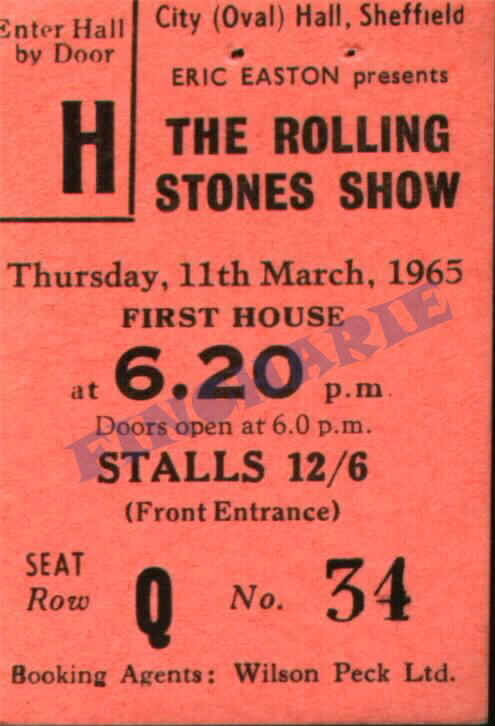 Enter Hall
by Door
H
City (Oval) Hall, Sheffield
ERIC EASTON presents
THE ROLLING
STONES SHOW
Thursday, 11th March, 1965
FIRST HOUSE
at 6.20 p.m.
Doors open at 6.0 p.m.
STALLS 12/6
(Front Entrance)
SEAT
Row Q No. 34
Booking Agents: Wilson Peck Ltd.
FINCHARIE